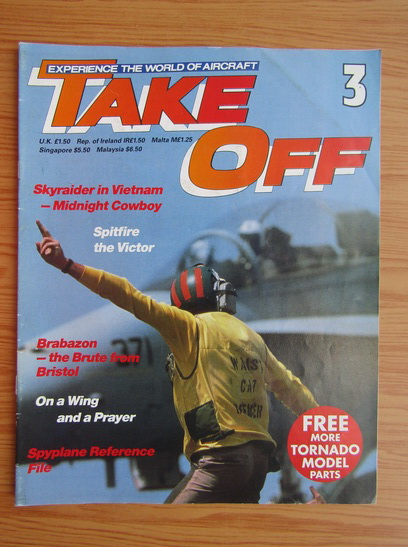 EXPERIENCE THE WORLD OF AIRCRAFT
TAKE
OFF
3
U.K. £1.50 Rep. of Ireland IR£1.50 Malta M£1.25
Singapore $5.50 Malaysia $6.50
Skyraider in Vietnam
– Midnight Cowboy
Spitfire
the Victor
371
Brabazon
– the Brute from
Bristol
On a Wing
and a Prayer
Spyplane Reference
File
CAT
FREE
MORE
TORNADO
MODEL
PARTS